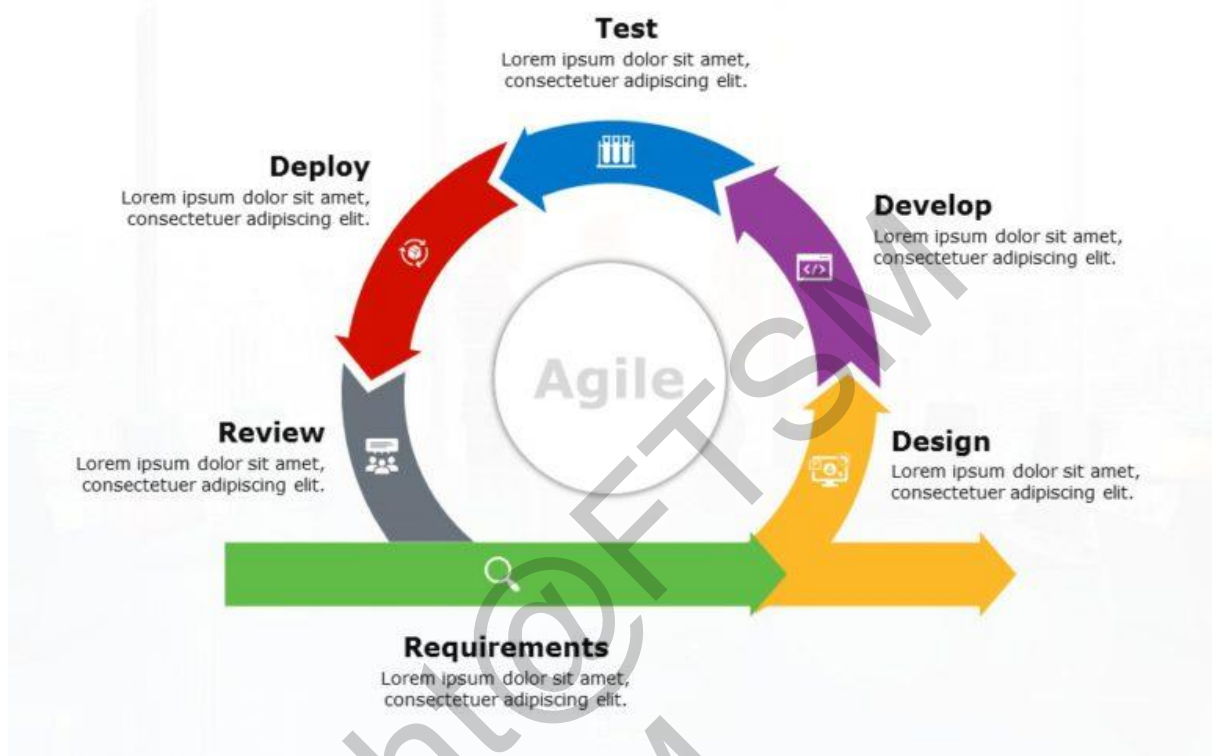 Test
Lorem ipsum dolor sit amet,
consectetuer adipiscing elit.
Deploy
Lorem ipsum dolor sit amet,
consectetuer adipiscing elit.
Develop
Lorem ipsum dolor sit amet,
consectetuer adipiscing elit.
Agile
Review
Lorem ipsum dolor sit amet,
consectetuer adipiscing elit.
Design
Lorem ipsum dolor sit amet,
consectetuer adipiscing elit.
Requirements
Lorem ipsum dolor sit amet,
consectetuer adipiscing elit.
ht@FTSM